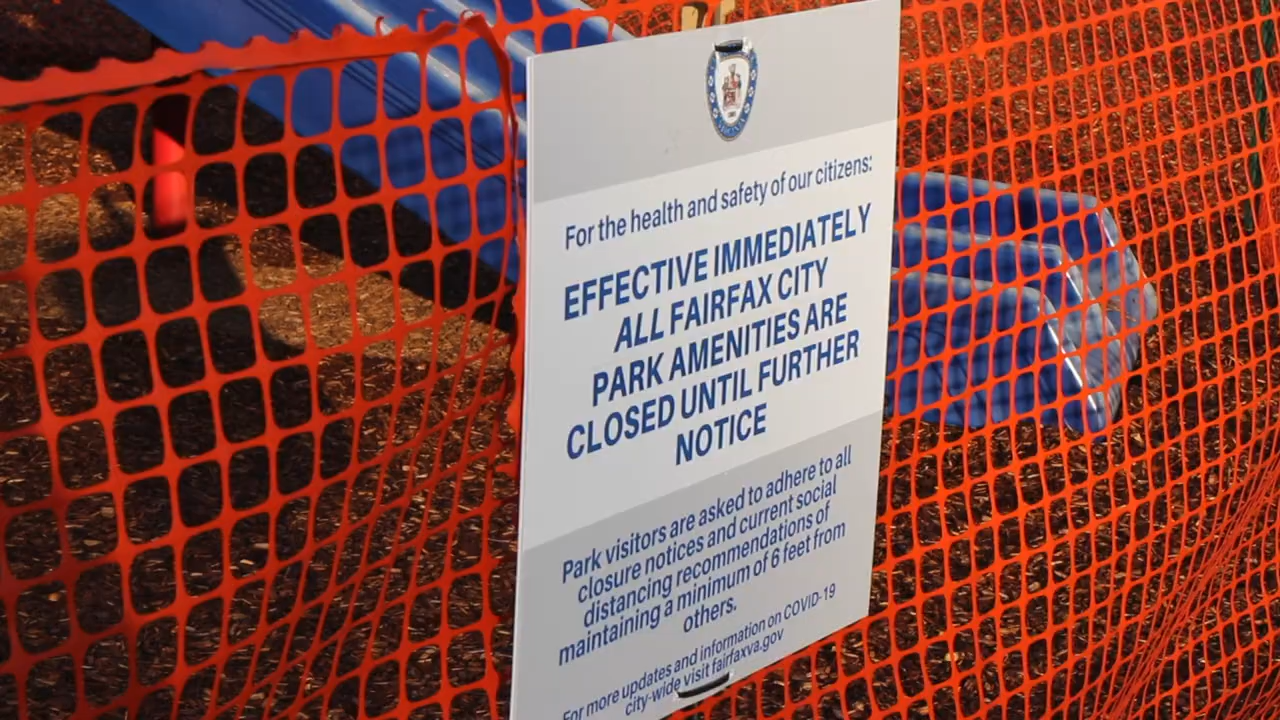 For the health and safety of our citizens:
EFFECTIVE IMMEDIATELY
ALL FAIRFAX CITY
PARK AMENITIES ARE
CLOSED UNTIL FURTHER
NOTICE
Park visitors are asked to adhere to all
closure notices and current social
distancing recommendations of
maintaining a minimum of 6 feet from
others.
For more updates and information on COVID-19
city-wide visit fairfaxva.gov